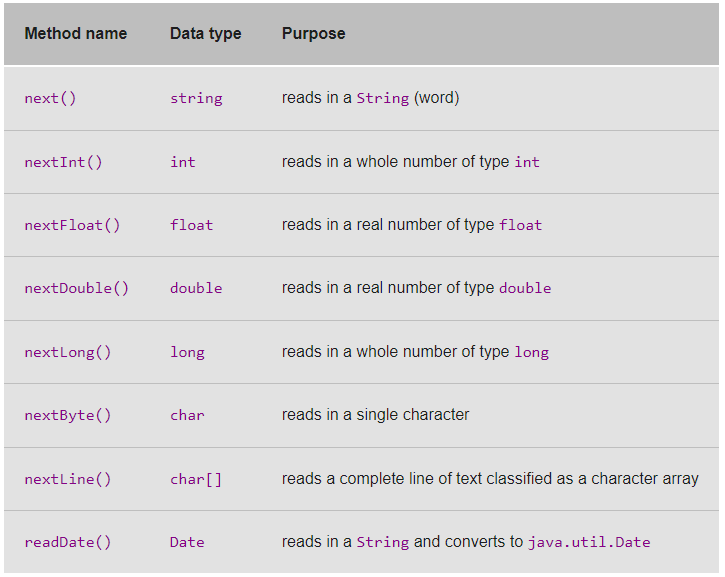 Method name Data type Purpose
next() string reads in a String (word)
nextInt() int reads in a whole number of type int
nextFloat() float reads in a real number of type float
nextDouble() double reads in a real number of type double
nextLong() long reads in a whole number of type long
nextByte() char reads in a single character
nextLine() char[] reads a complete line of text classified as a character array
readDate() Date reads in a String and converts to java.util.Date